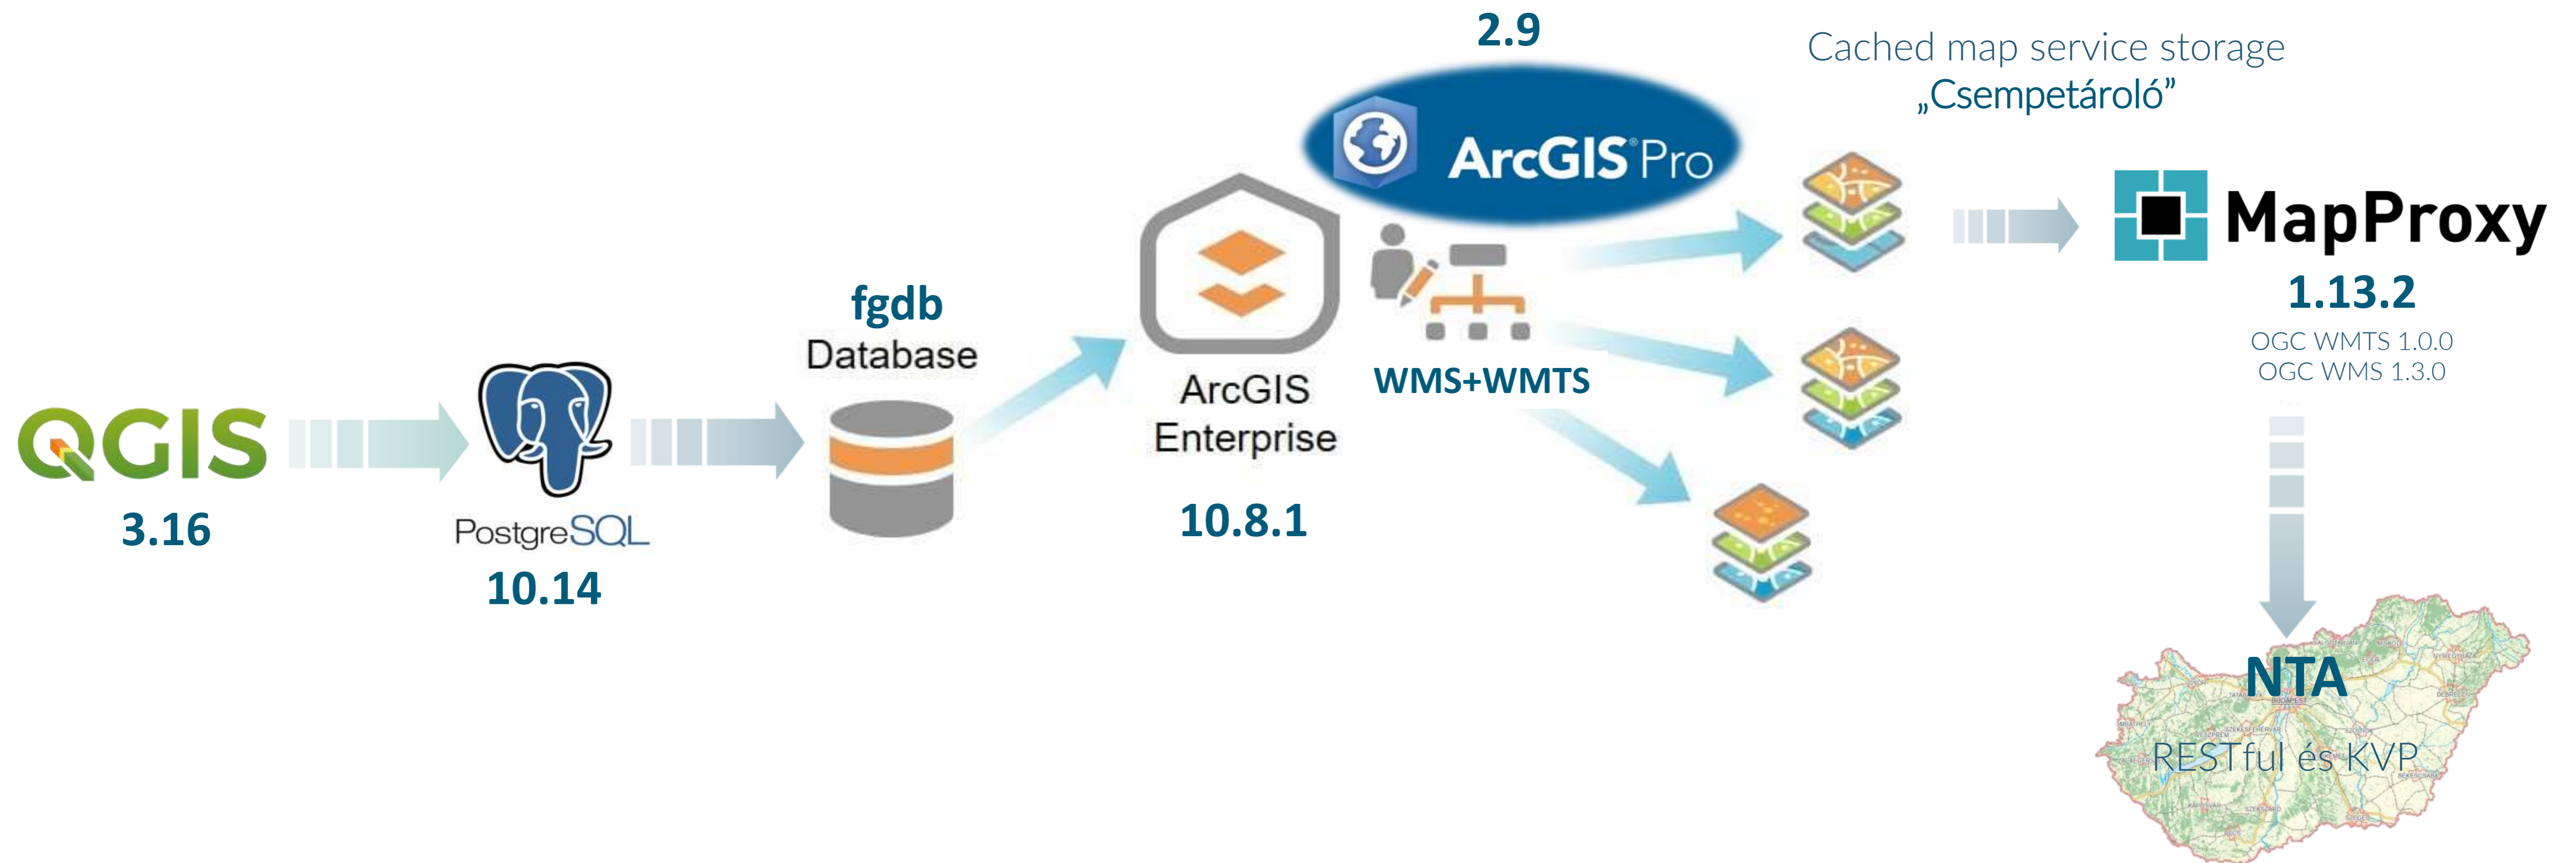 QGIS
3.16
PostgreSQL
10.14
fgdb
Database
ArcGIS
Enterprise
10.8.1
2.9
ArcGIS® Pro
WMS+WMTS
Cached map service storage
„Csempetároló”
MapProxy
1.13.2
OGC WMTS 1.0.0
OGC WMS 1.3.0
NTA
BUDAPEST
RESTful és KVP